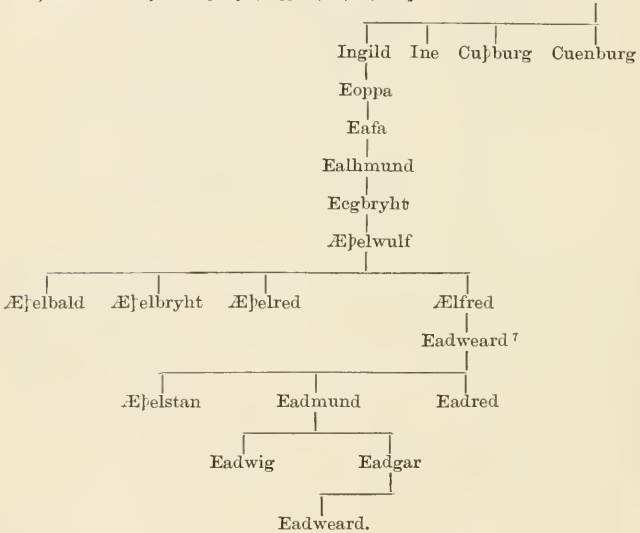 Ingild Ine Cuþburg Cuenburg
Eoppa
Eafa
Ealhmund
Ecgbryht
Æþelwulf
Æþelbald Æþelbryht Æþelred Ælfred
Eadweard 7
Æþelstan Eadmund Eadred
Eadwig Eadgar
Eadweard.